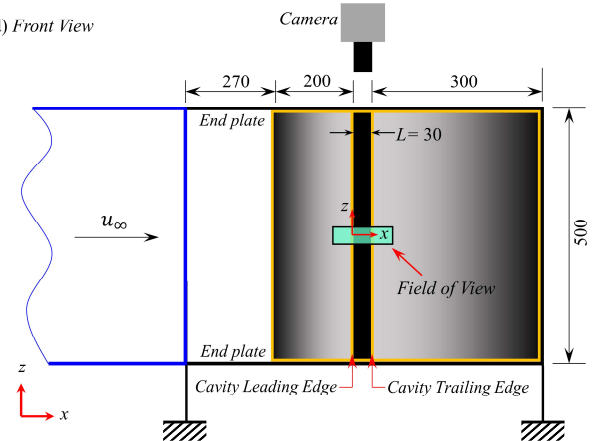 ) Front View
Camera
270
200
300
End plate
L= 30
z
x
u∞
500
Field of View
End plate
Cavity Leading Edge
Cavity Trailing Edge
z
x